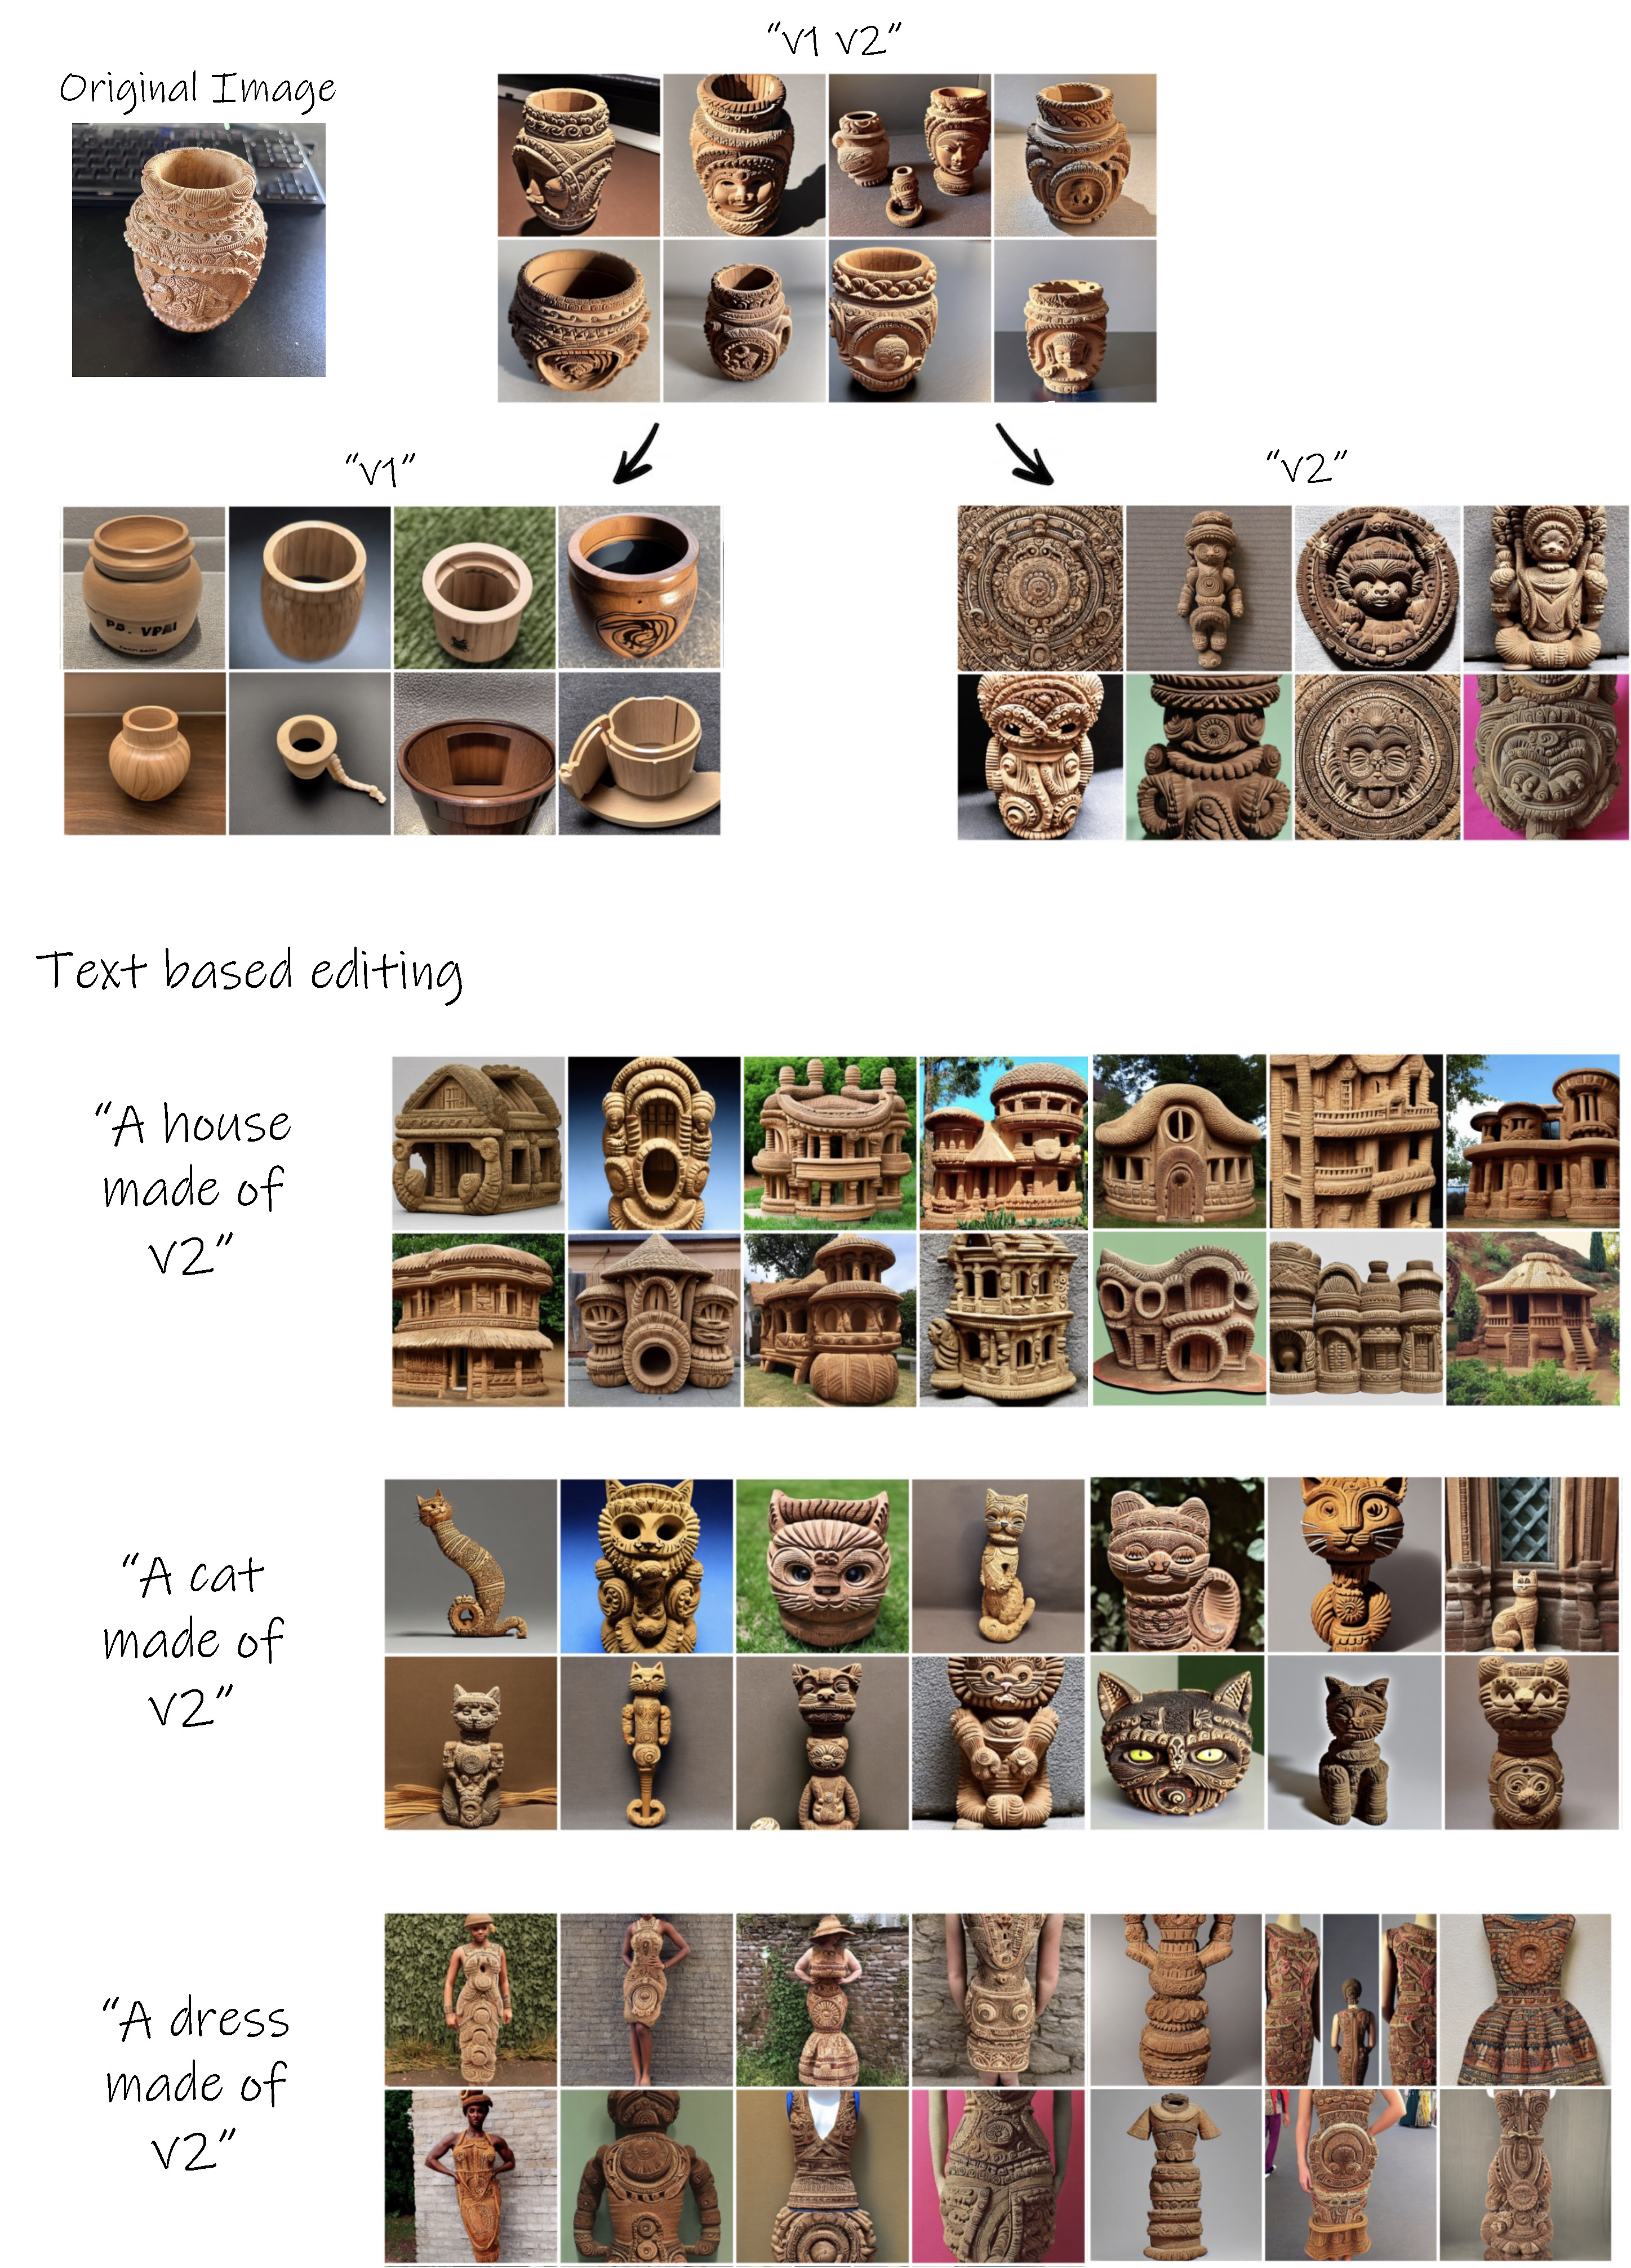 Original Image
“v1 v2”
“v1”
“v2”
Text based editing
“A house
made of
v2”
“A cat
made of
v2”
“A dress
made of
v2”